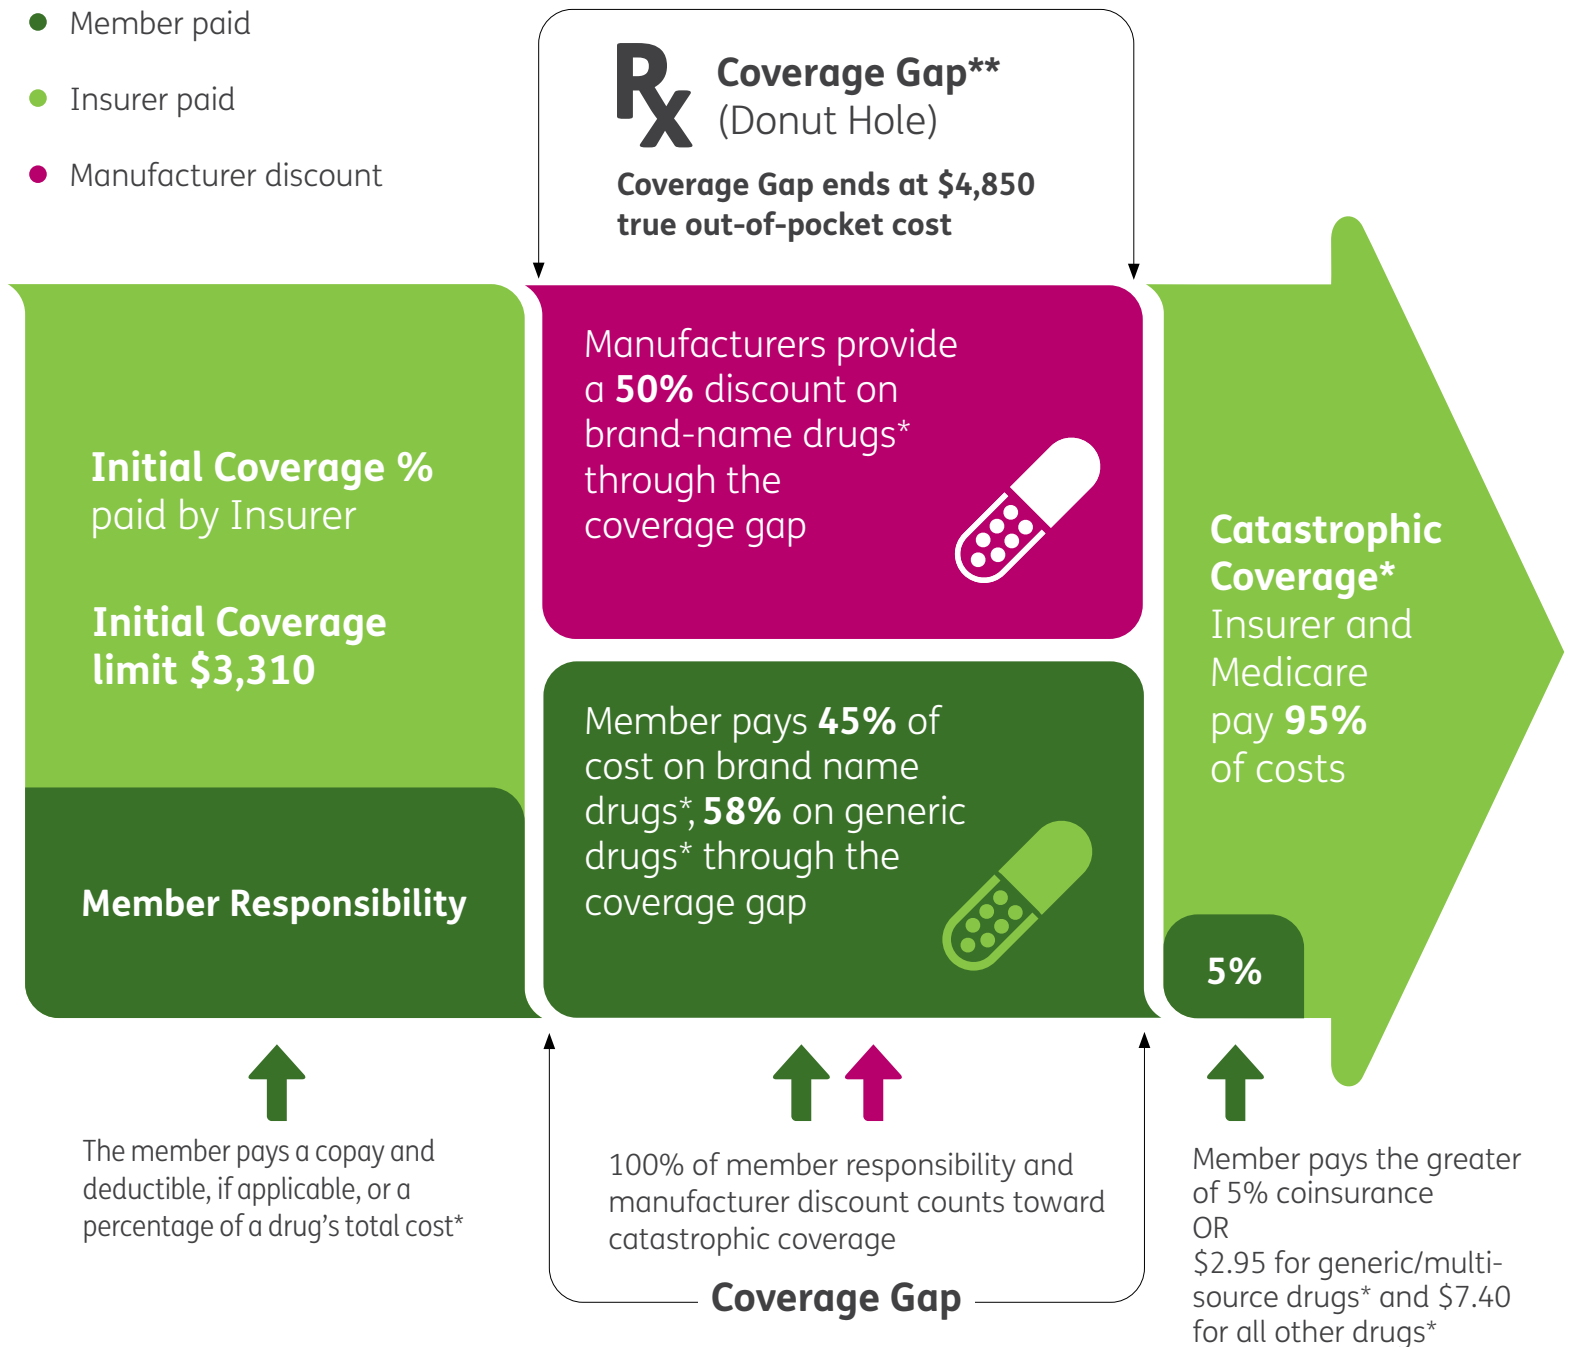 Member paid
Insurer paid
Manufacturer discount
Rx
Coverage Gap**
(Donut Hole)
Coverage Gap ends at $4,850
true out-of-pocket cost
Initial Coverage %
paid by Insurer
Initial Coverage
limit $3,310
Member Responsibility
Manufacturers provide
a 50% discount on
brand-name drugs*
through the
coverage gap
Member pays 45% of
cost on brand name
drugs*, 58% on generic
drugs* through the
coverage gap
Catastrophic
Coverage*
Insurer and
Medicare
pay 95%
of costs
5%
The member pays a copay and
deductible, if applicable, or a
percentage of a drug’s total cost*
100% of member responsibility and
manufacturer discount counts toward
catastrophic coverage
Coverage Gap
Member pays the greater
of 5% coinsurance
OR
$2.95 for generic/multi-
source drugs* and $7.40
for all other drugs*